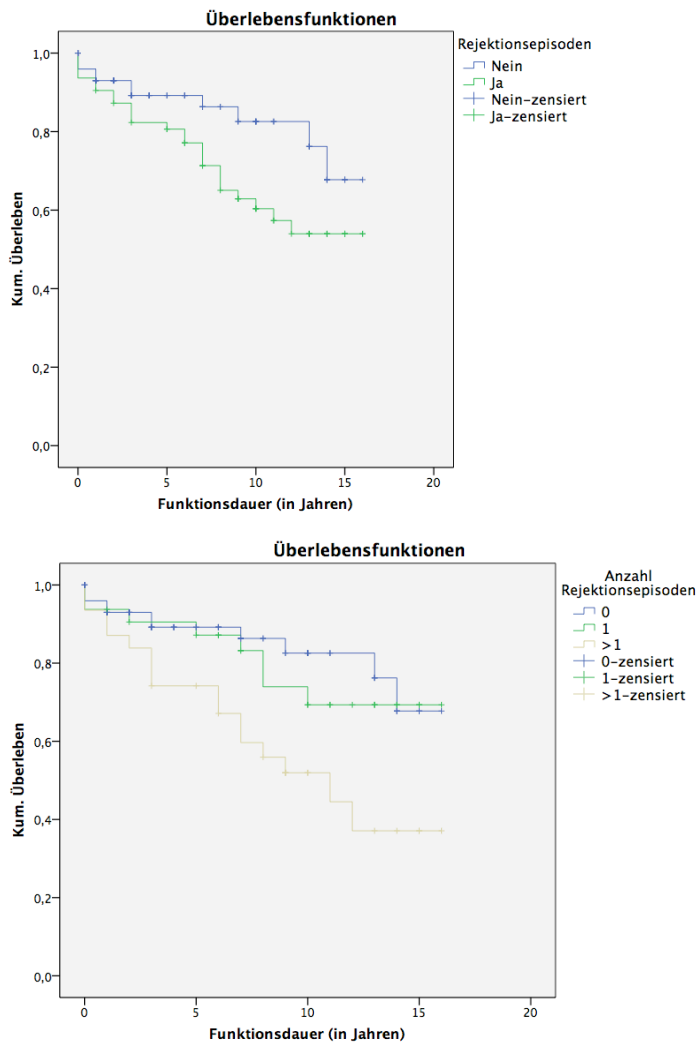 Überlebensfunktionen
Rejektionsepisoden
Nein
Ja
Nein-zensiert
Ja-zensiert
Kum. Überleben
1,0
0,8
0,6
0,4
0,2
0,0
0 5 10 15 20
Funktionsdauer (in Jahren)
Überlebensfunktionen
Anzahl
Rejektionsepisoden
0
1
>1
0-zensiert
1-zensiert
>1-zensiert
Kum. Überleben
1,0
0,8
0,6
0,4
0,2
0,0
0 5 10 15 20
Funktionsdauer (in Jahren)